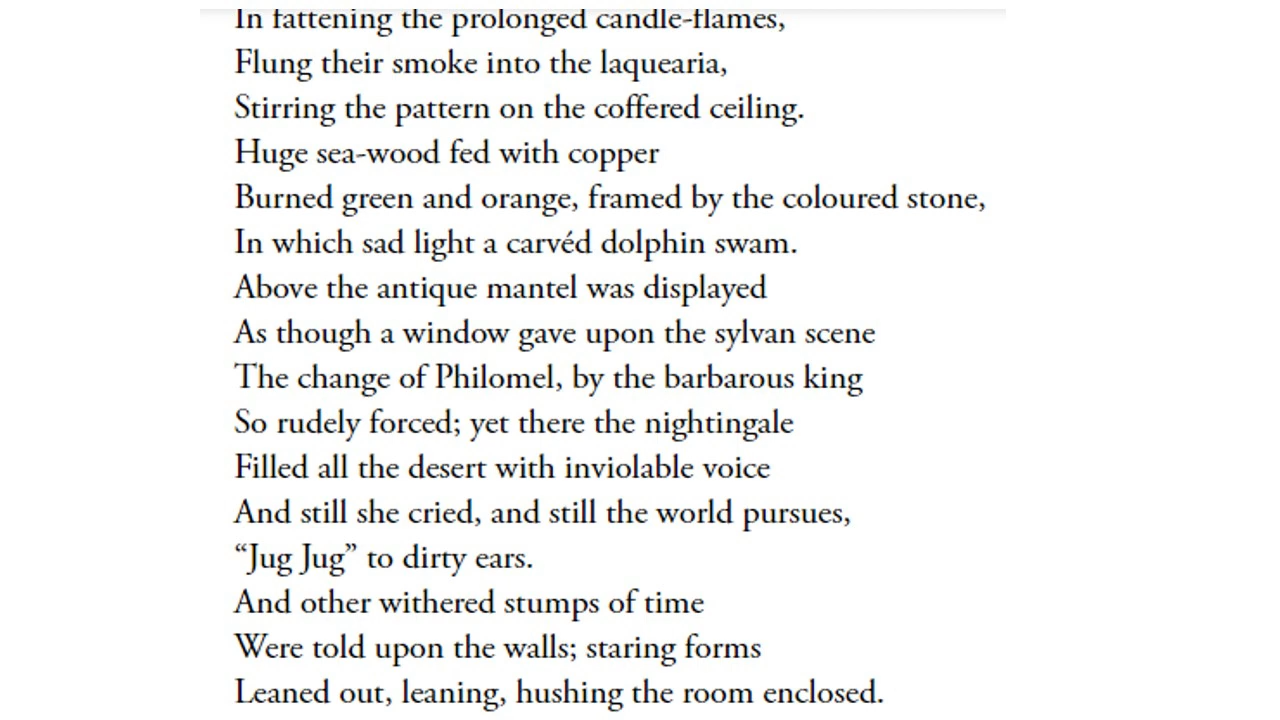 In fattening the prolonged candle-flames,
Flung their smoke into the laquearia,
Stirring the pattern on the coffered ceiling.
Huge sea-wood fed with copper
Burned green and orange, framed by the coloured stone,
In which sad light a carvéd dolphin swam.
Above the antique mantel was displayed
As though a window gave upon the sylvan scene
The change of Philomel, by the barbarous king
So rudely forced; yet there the nightingale
Filled all the desert with inviolable voice
And still she cried, and still the world pursues,
“Jug Jug” to dirty ears.
And other withered stumps of time
Were told upon the walls; staring forms
Leaned out, leaning, hushing the room enclosed.